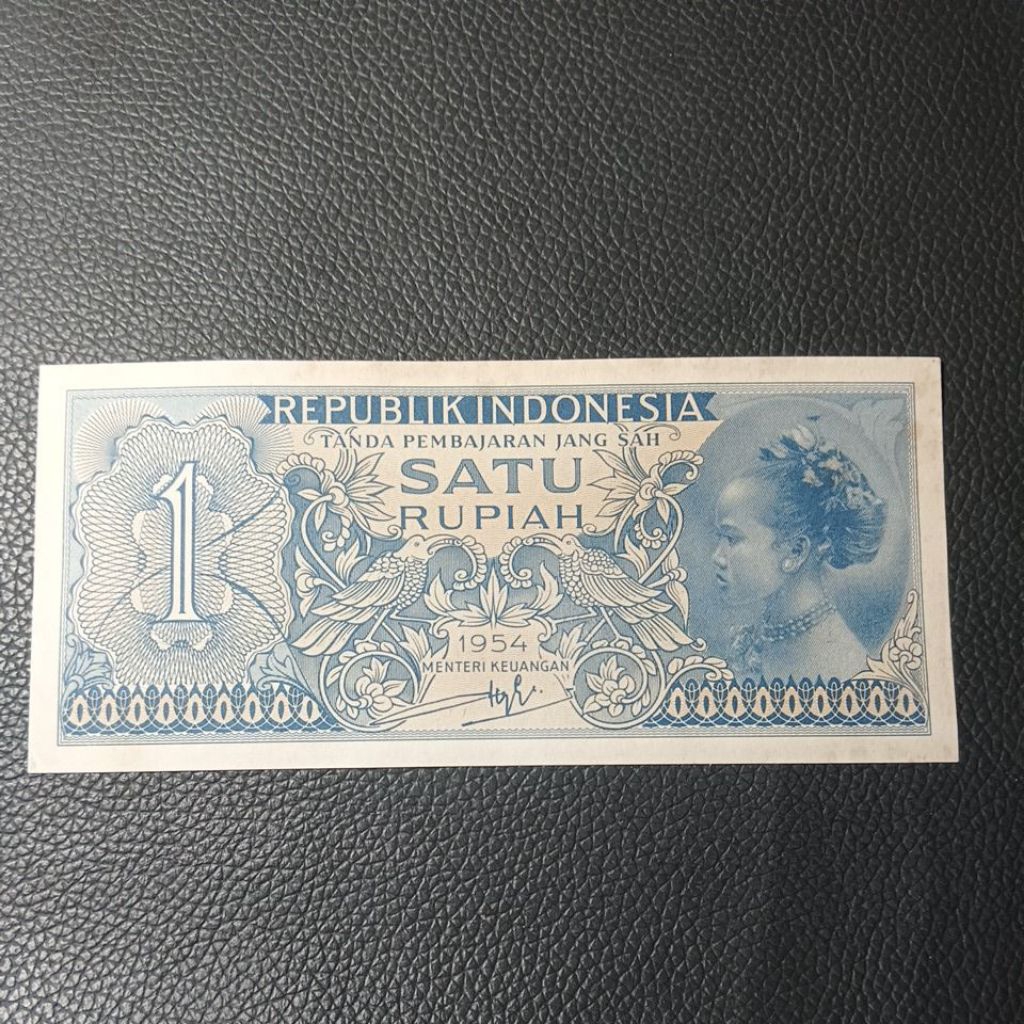 REPUBLIK INDONESIA
TANDA PEMBAJARAN JANG SAH
SATU
RUPIAH
1
1954
MENTERI KEUANGAN